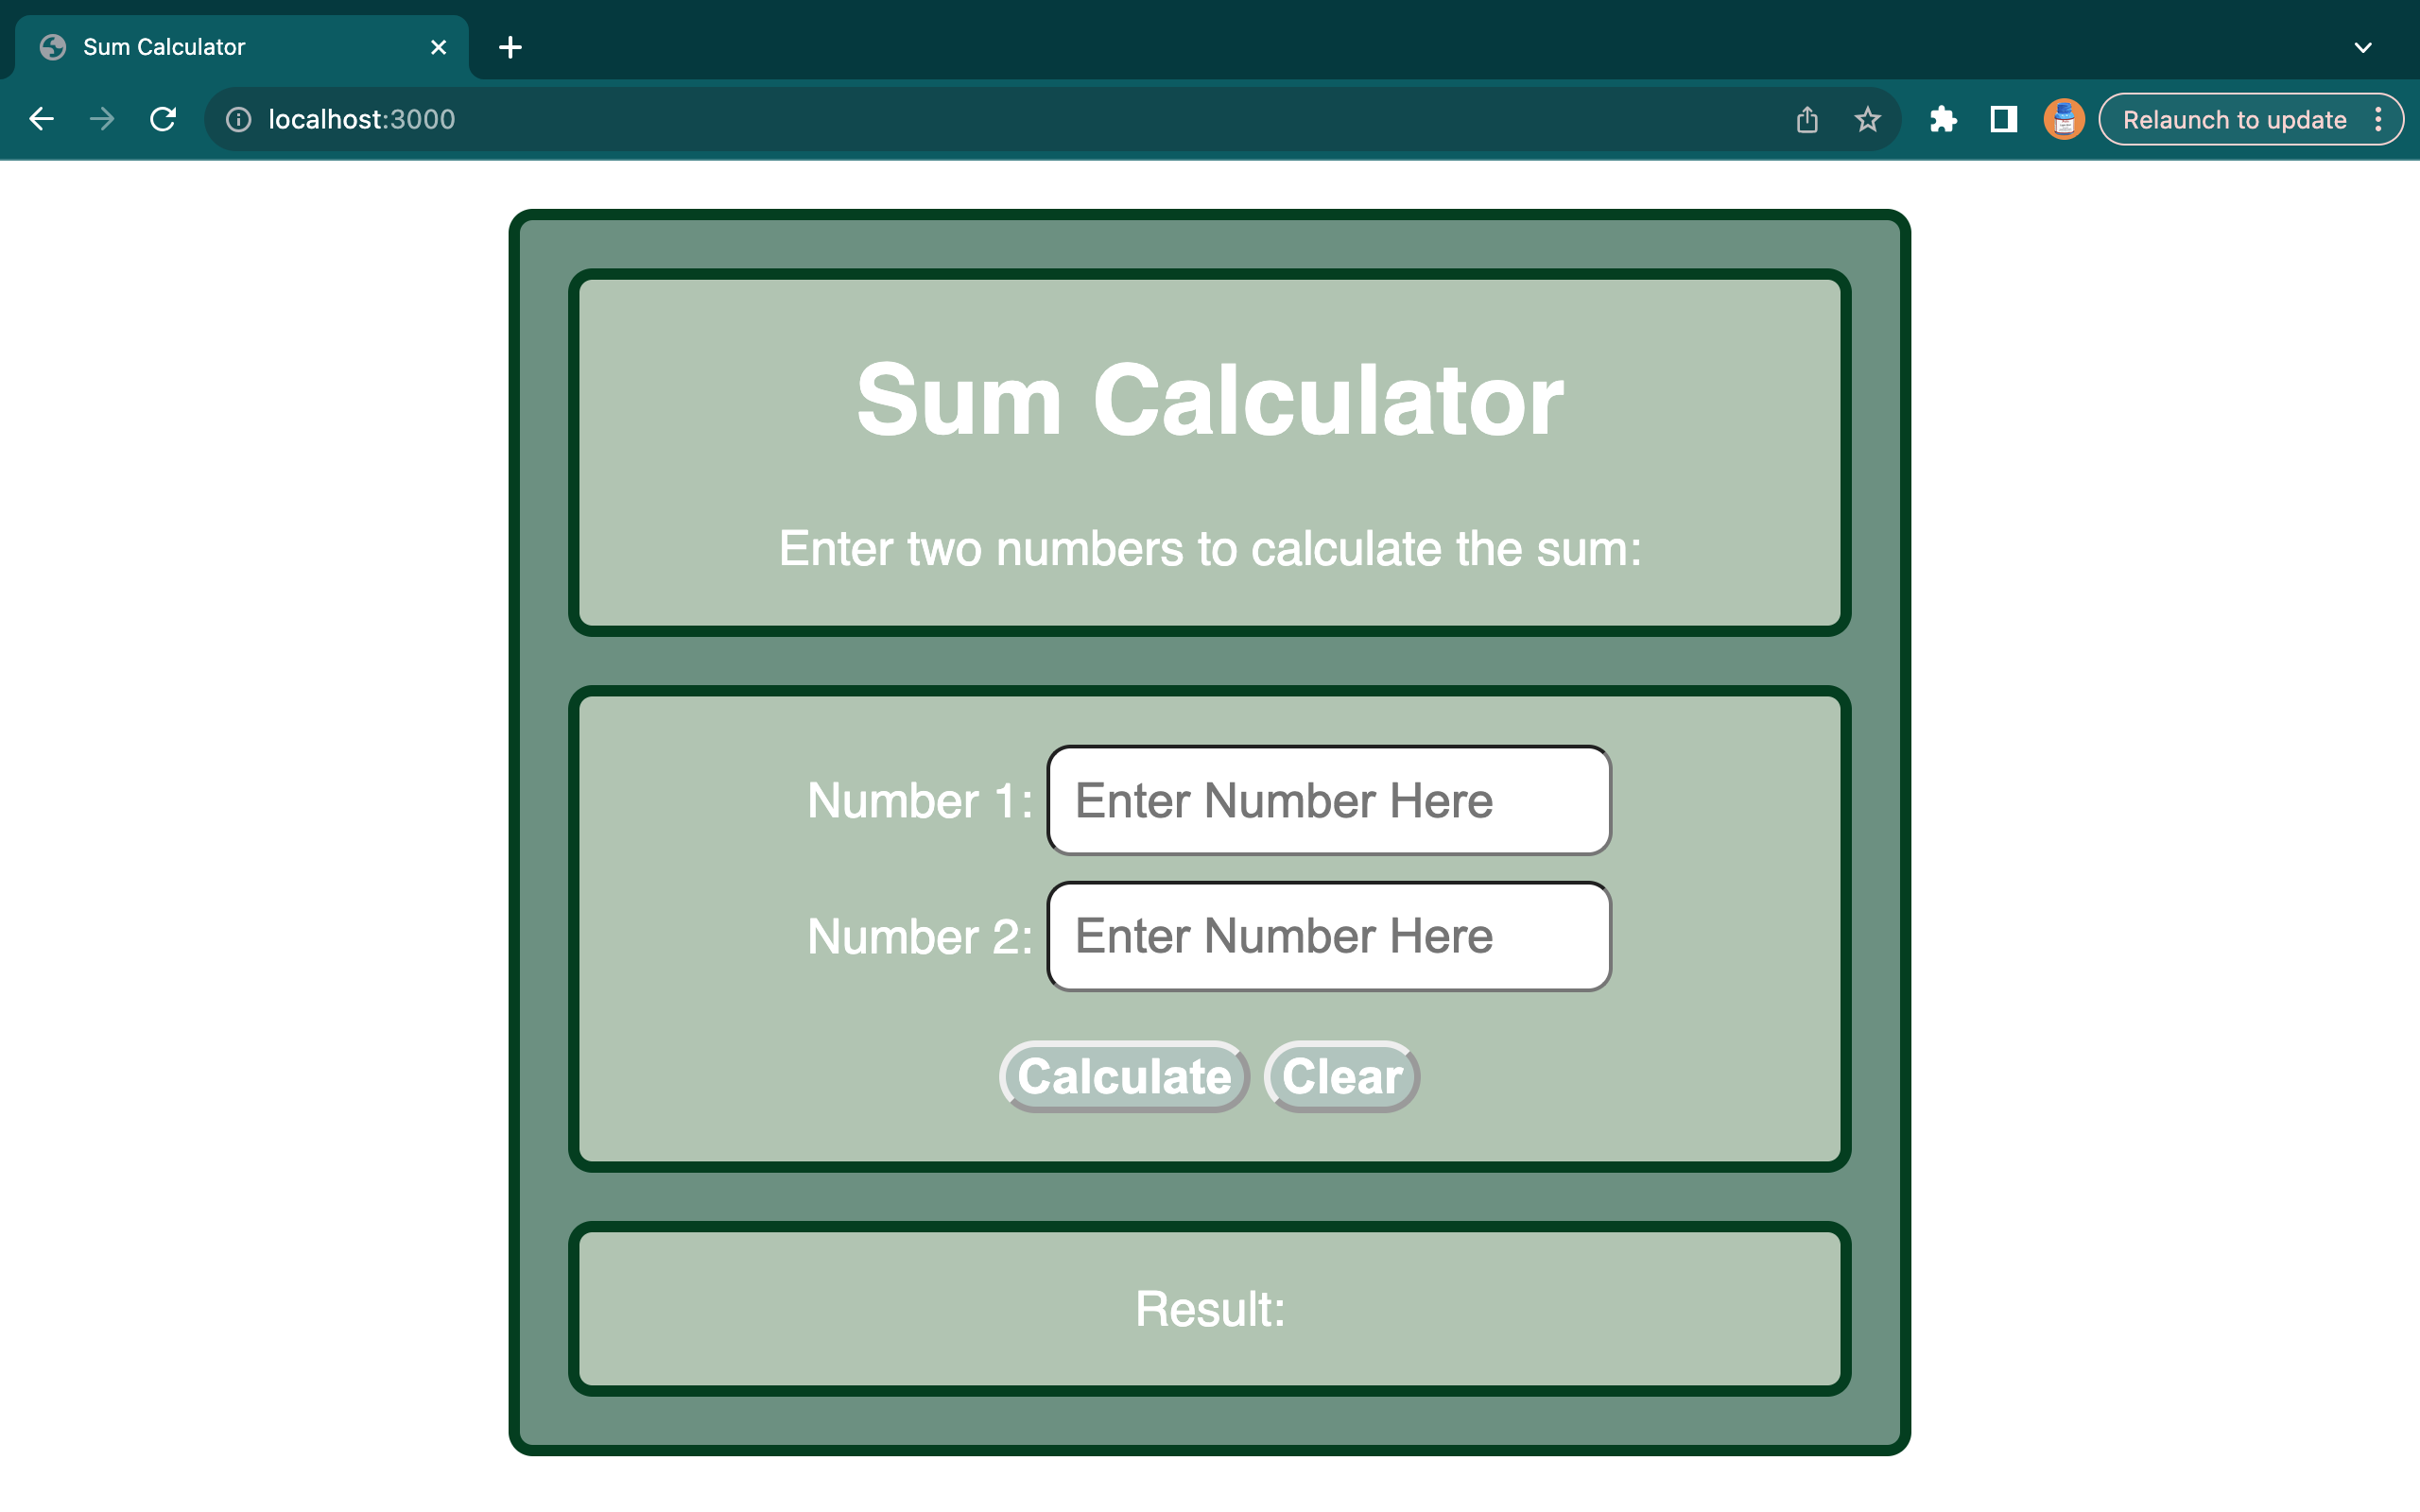 Sum Calculator
localhost:3000
Relaunch to update
Sum Calculator
Enter two numbers to calculate the sum:
Number 1: Enter Number Here
Number 2: Enter Number Here
Calculate Clear
Result: